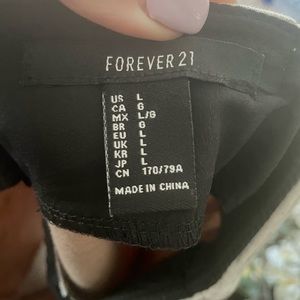 FOREVER 21
US L
CA G
MX L/G
BR G
EU L
UK L
KR L
JP L
CN 170/79A
MADE IN CHINA